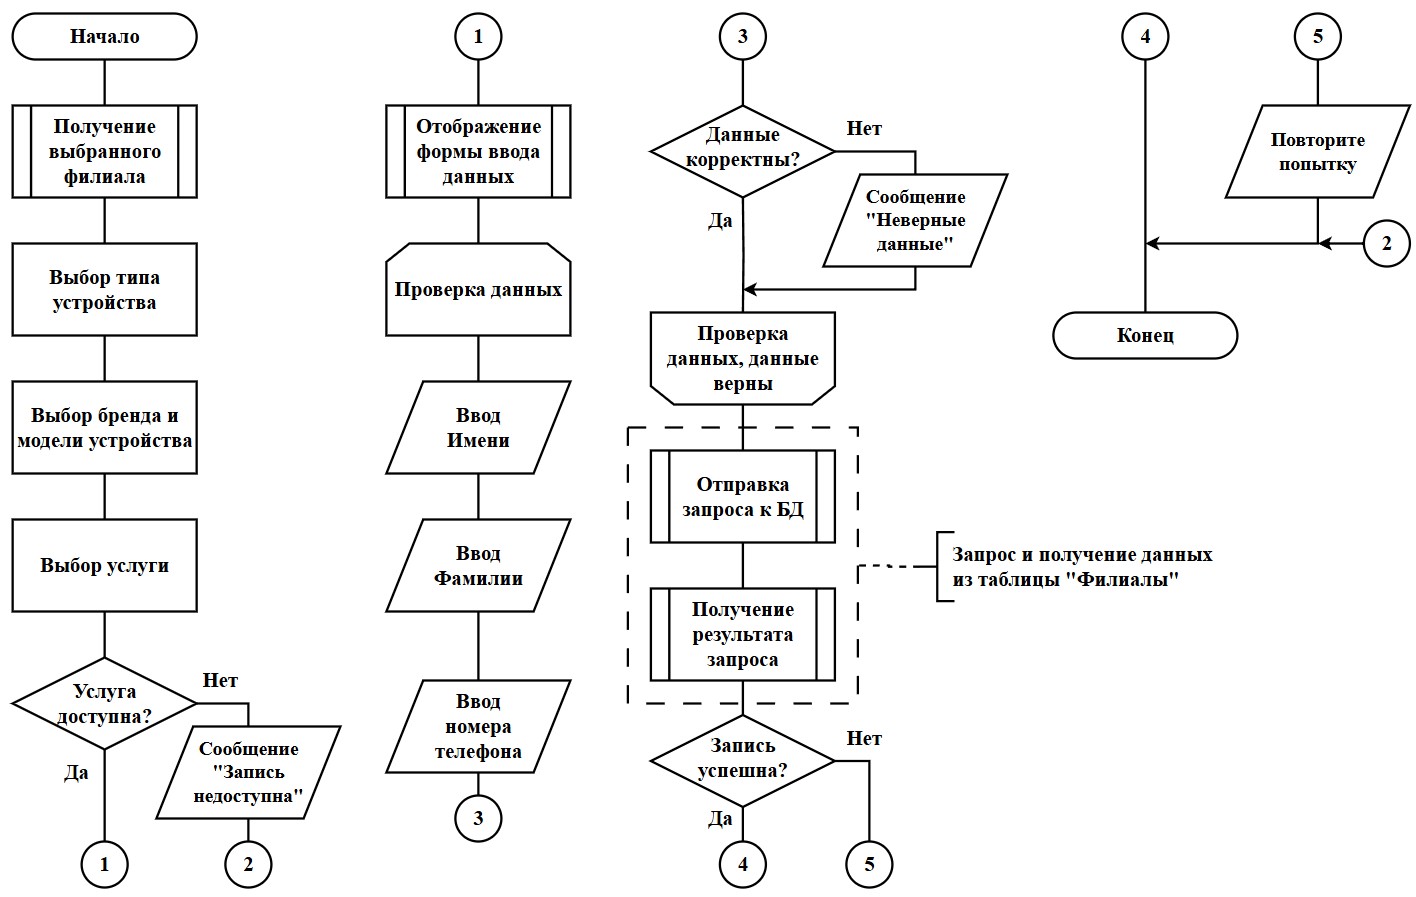 Начало
Получение
выбранного
филиала
Выбор типа
устройства
Выбор бренда и
модели устройства
Выбор услуги
Услуга
доступна?
Нет
Да
Сообщение
"Запись
недоступна"
1
2
1
Отображение
формы ввода
данных
Проверка данных
Ввод
Имени
Ввод
Фамилии
Ввод
номера
телефона
3
3
Данные
корректны?
Нет
Да
Сообщение
"Неверные
данные"
Проверка
данных, данные
верны
Отправка
запроса к БД
Получение
результата
запроса
Запрос и получение данных
из таблицы "Филиалы"
Запись
успешна?
Нет
Да
4
5
4
5
Повторите
попытку
2
Конец